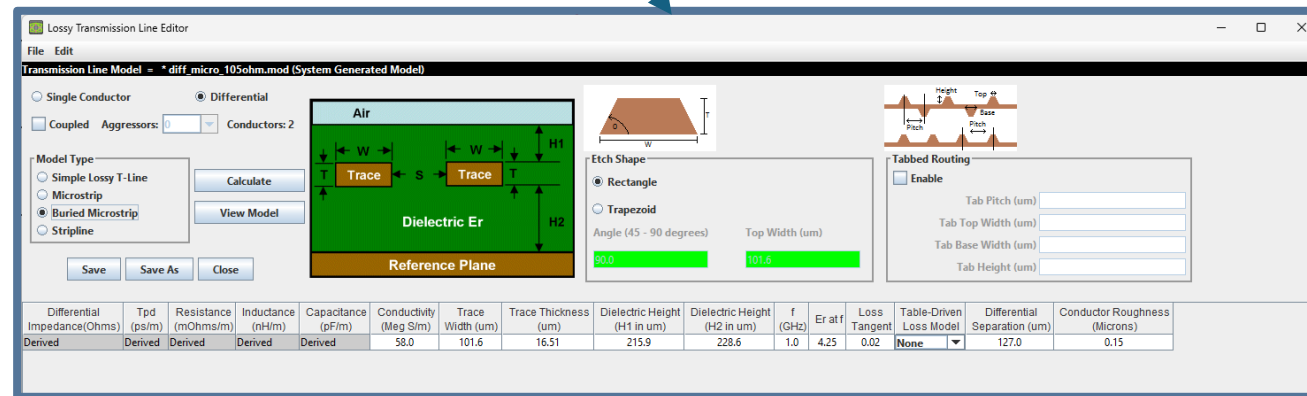 Lossy Transmission Line Editor
File Edit
Transmission Line Model = * diff_micro_105ohm.mod (System Generated Model)
Single Conductor Differential
Coupled Aggressors: 0 Conductors: 2
Model Type
Simple Lossy T-Line
Microstrip
Buried Microstrip
Stripline
Calculate
View Model
Save Save As Close
Air
W W H1
T Trace S Trace T
Dielectric Er H2
Reference Plane
θ T
W
Etch Shape
Rectangle
Trapezoid
Angle (45 - 90 degrees) Top Width (um)
90.0 101.6
Height Top
Base
Pitch Pitch
Tabbed Routing
Enable
Tab Pitch (um)
Tab Top Width (um)
Tab Base Width (um)
Tab Height (um)
Differential Tpd Resistance Inductance Capacitance Conductivity Trace Trace Thickness Dielectric Height Dielectric Height f Er at f Loss Table-Driven Differential Conductor Roughness
Impedance(Ohms) (ps/m) (mOhms/m) (nH/m) (pF/m) (Meg S/m) Width (um) (um) (H1 in um) (H2 in um) (GHz) Tangent Loss Model Separation (um) (Microns)
Derived Derived Derived Derived Derived 58.0 101.6 16.51 215.9 228.6 1.0 4.25 0.02 None 127.0 0.15